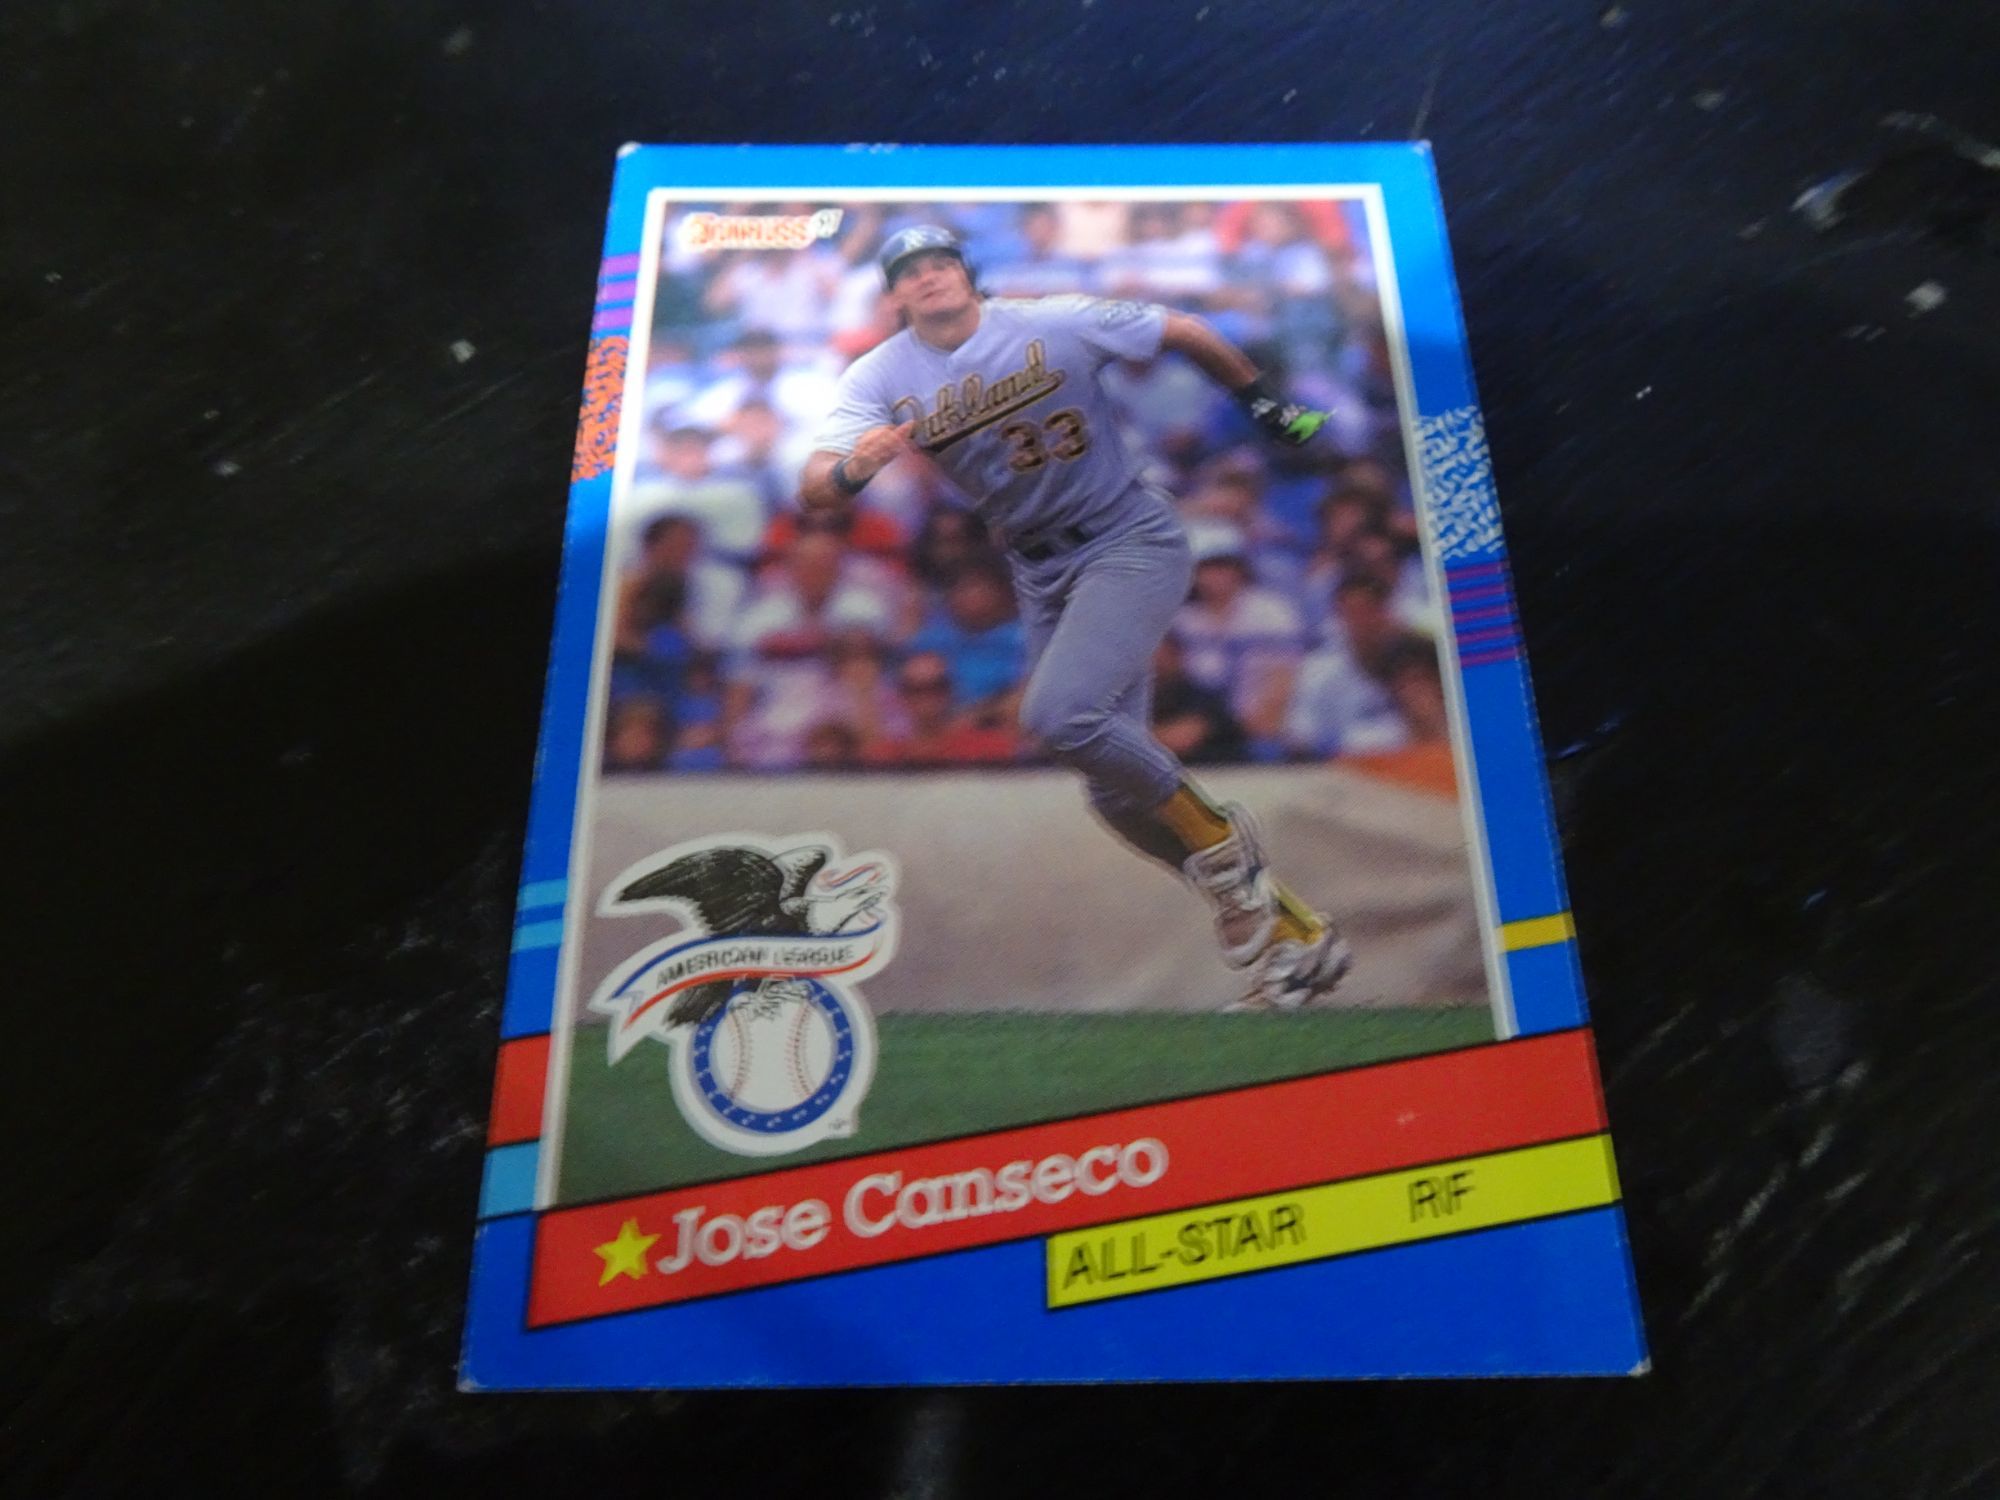 DONRUSS '91
A's
Oakland
33
AMERICAN LEAGUE
Jose Canseco
ALL-STAR RF